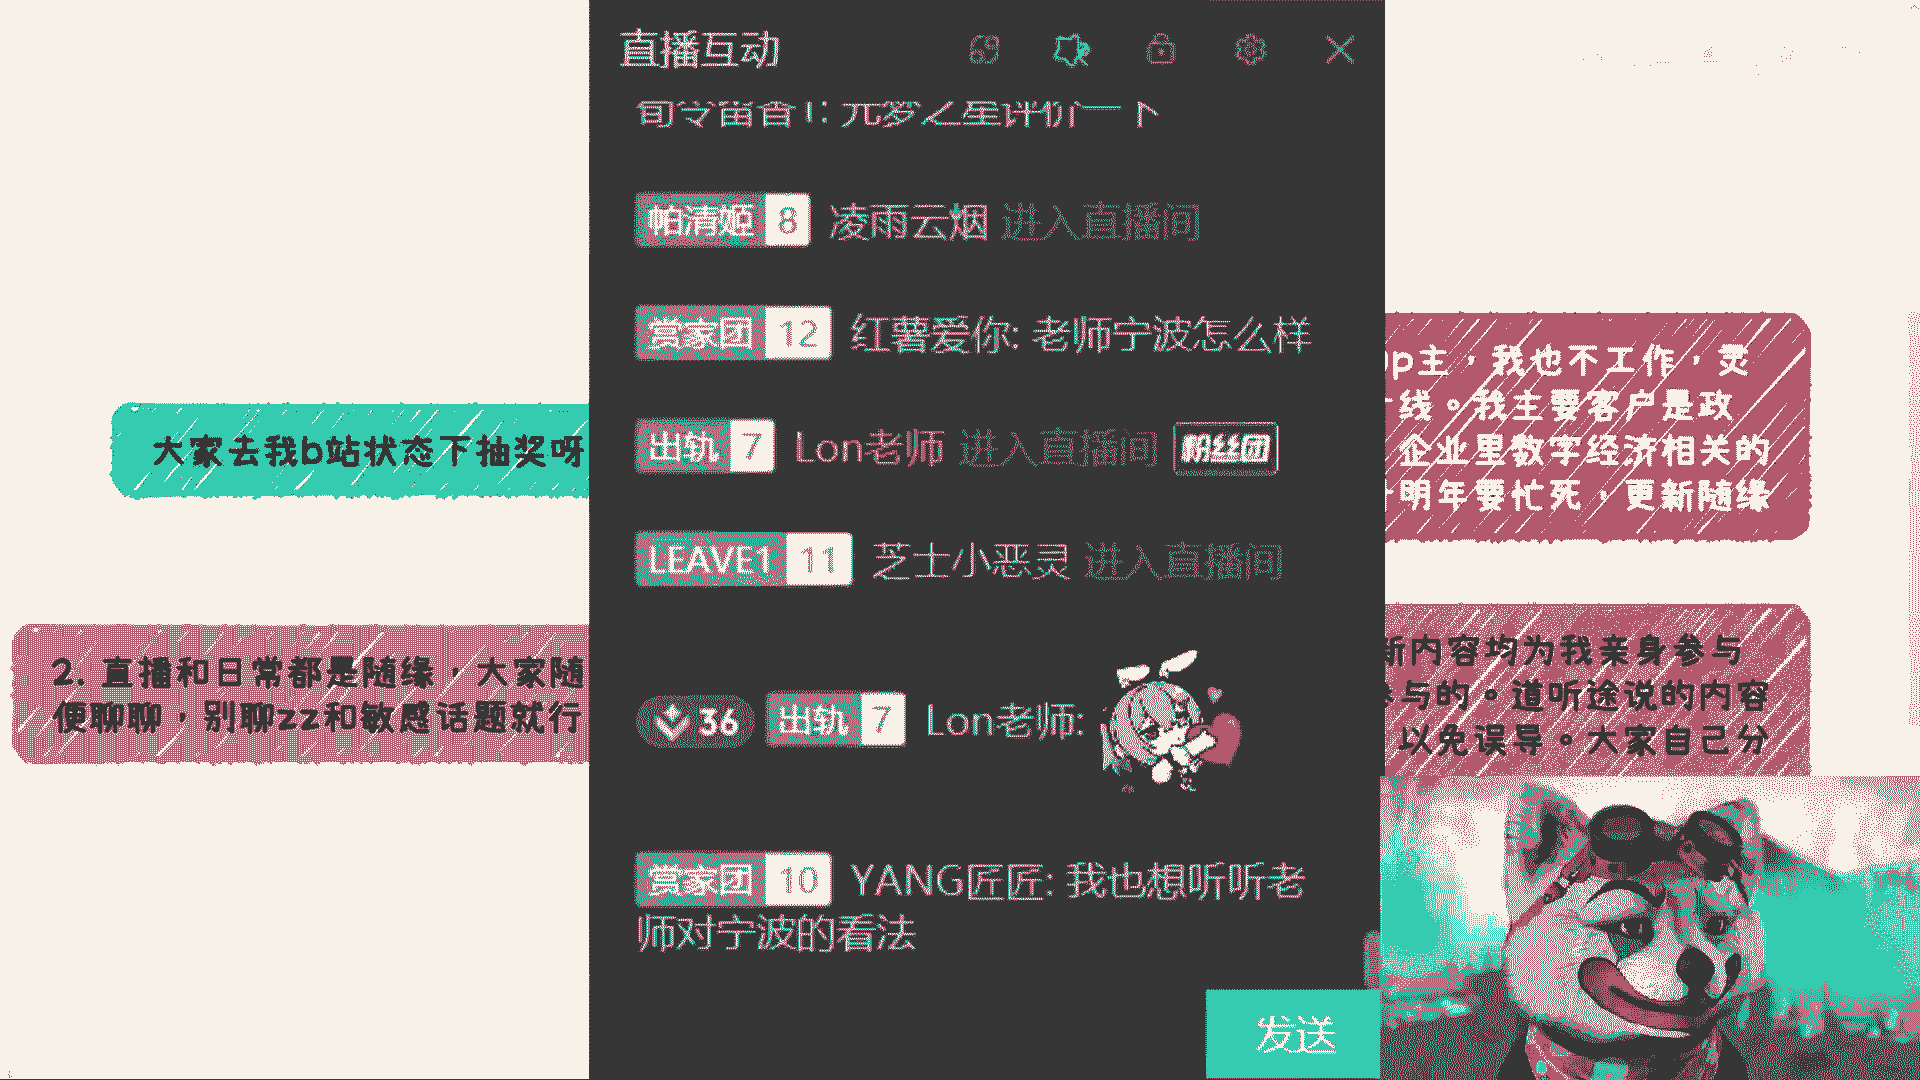 直播互动
元梦之星评价一下
帕清姬 8 凌雨云烟 进入直播间
赏家团 12 红薯爱你: 老师宁波怎么样
出轨 7 Lon老师 进入直播间 粉丝团
LEAVE1 11 芝士小恶灵 进入直播间
36 出轨 7 Lon老师:
赏家团 10 YANG匠匠: 我也想听听老
师对宁波的看法
发送
大家去我b站状态下抽奖呀
2. 直播和日常都是随缘，大家随
便聊聊，别聊zz和敏感话题就行
p主，我也不工作，灵
线。我主要客户是政
企业里数字经济相关的
明年要忙死，更新随缘
新内容均为我亲身参与
参与的。道听途说的内容
以免误导。大家自己分